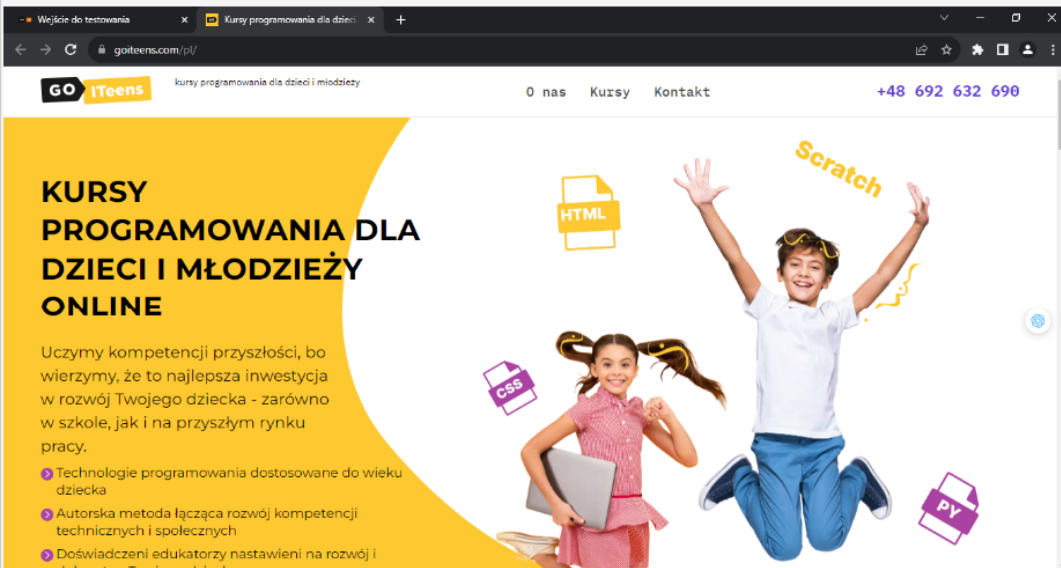 Wejście do testowania
Kursy programowania dla dzieci.
goiteens.com/pl/
GO ITeens
kursy programowania dla dzieci i młodzieży
O nas Kursy Kontakt
+48 692 632 690
KURSY
PROGRAMOWANIA DLA
DZIECI I MŁODZIEŻY
ONLINE
Uczymy kompetencji przyszłości, bo
wierzymy, że to najlepsza inwestycja
w rozwój Twojego dziecka - zarówno
w szkole, jak i na przyszłym rynku
pracy.
Technologie programowania dostosowane do wieku
dziecka
Autorska metoda łącząca rozwój kompetencji
technicznych i społecznych
Doświadczeni edukatorzy nastawieni na rozwój i
Scratch
HTML
CSS
PY